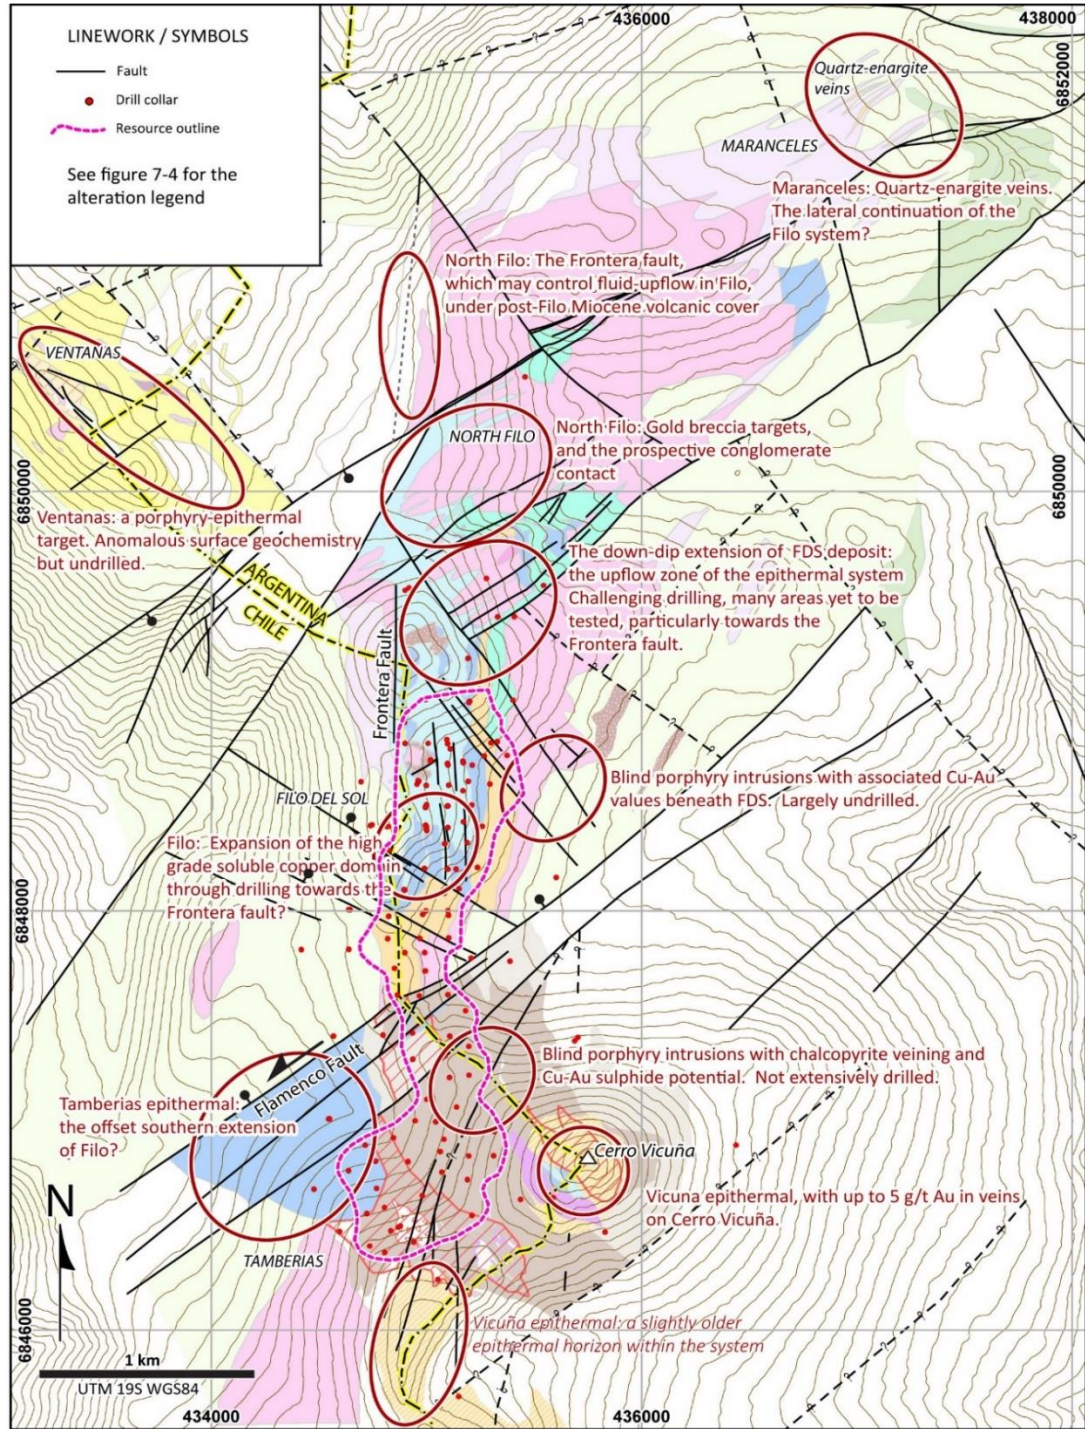 LINEWORK / SYMBOLS
Fault
Drill collar
Resource outline
See figure 7-4 for the
alteration legend
436000
438000
6852000
Quartz-enargite
veins
MARANCELES
Maranceles: Quartz-enargite veins.
The lateral continuation of the
Filo system?
North Filo: The Frontera fault,
which may control fluid-upflow in Filo,
under post-Filo Miocene volcanic cover
VENTAÑAS
NORTH FILO
North Filo: Gold breccia targets,
and the prospective conglomerate
contact
6850000
6850000
Ventanas: a porphyry-epithermal
target. Anomalous surface geochemistry
but undrilled.
ARGENTINA
CHILE
The down-dip extension of FDS deposit:
the upflow zone of the epithermal system
Challenging drilling, many areas yet to be
tested, particularly towards the
Frontera fault.
Frontera Fault
Blind porphyry intrusions with associated Cu-Au
values beneath FDS. Largely undrilled.
FILO DEL SOL
Filo: Expansion of the high
grade soluble copper domain
through drilling towards the
Frontera fault?
6848000
6848000
Flamenco Fault
Blind porphyry intrusions with chalcopyrite veining and
Cu-Au sulphide potential. Not extensively drilled.
Tamberias epithermal:
the offset southern extension
of Filo?
Cerro Vicuña
Vicuna epithermal, with up to 5 g/t Au in veins
on Cerro Vicuña.
N
TAMBERIAS
Vicuña epithermal: a slightly older
epithermal horizon within the system
6846000
6846000
1 km
UTM 19S WGS84
434000
436000